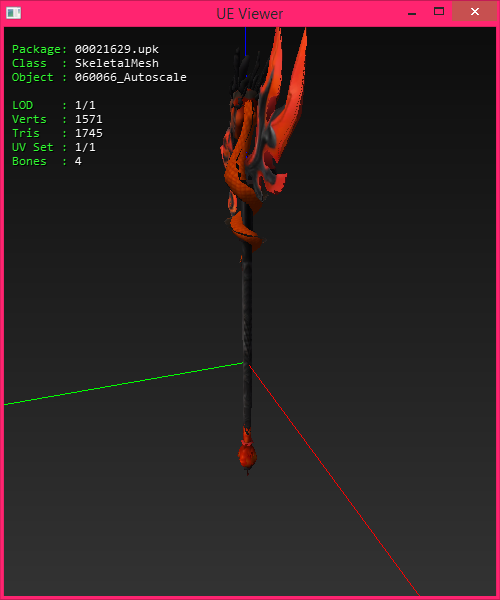 UE Viewer
Package: 00021629.upk
Class : SkeletalMesh
Object : 060066_Autoscale
LOD : 1/1
Verts : 1571
Tris : 1745
UV Set : 1/1
Bones : 4